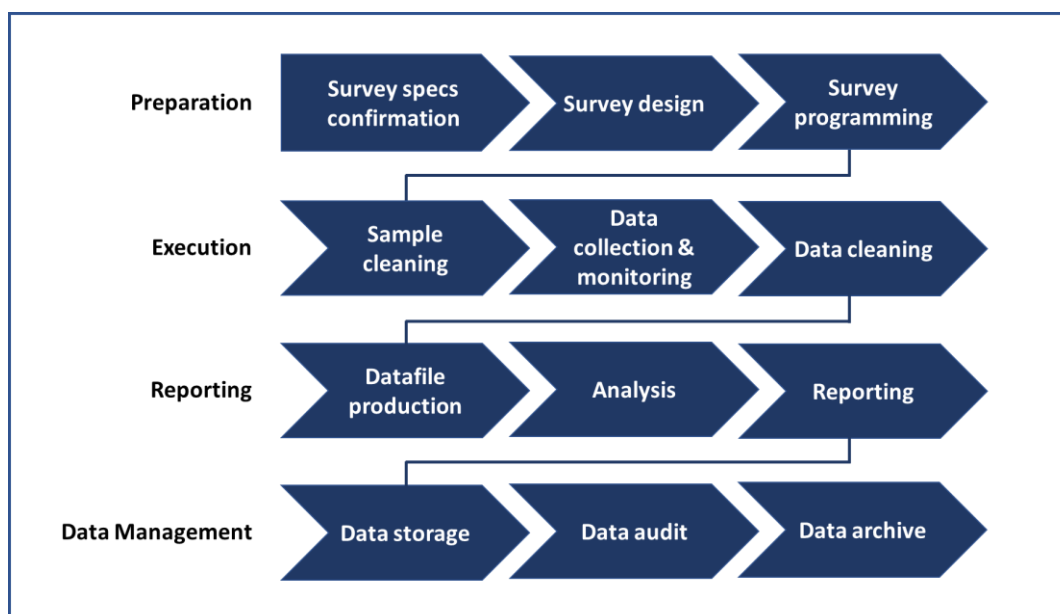 Preparation
Survey specs
confirmation
Survey design
Survey
programming
Execution
Sample
cleaning
Data
collection &
monitoring
Data cleaning
Reporting
Datafile
production
Analysis
Reporting
Data Management
Data storage
Data audit
Data archive